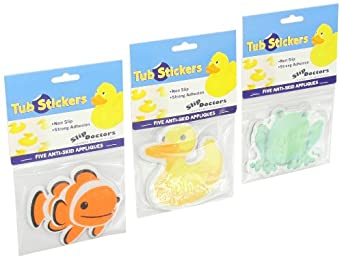 Tub Stickers
•Non Slip
•Strong Adhesive
Slip Doctors
FIVE ANTI-SKID APPLIQUES
Tub Stickers
•Non Slip
•Strong Adhesive
Slip Doctors
FIVE ANTI-SKID APPLIQUES
Tub Stickers
•Non Slip
•Strong Adhesive
Slip Doctors
FIVE ANTI-SKID APPLIQUES